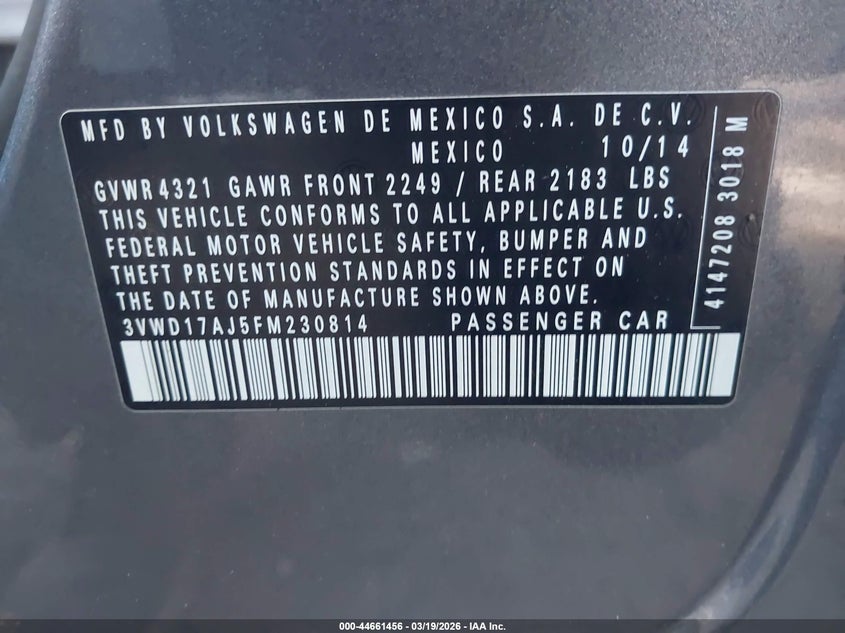 MFD BY VOLKSWAGEN DE MEXICO S.A. DE C.V.
MEXICO 10/14
GVWR 4321 GAWR FRONT 2249 / REAR 2183 LBS
THIS VEHICLE CONFORMS TO ALL APPLICABLE U.S.
FEDERAL MOTOR VEHICLE SAFETY, BUMPER AND
THEFT PREVENTION STANDARDS IN EFFECT ON
THE DATE OF MANUFACTURE SHOWN ABOVE.
3VWD17AJ5FM230814 PASSENGER CAR
4147208 3018 M
000-44661456 - 03/19/2026 - IAA Inc.